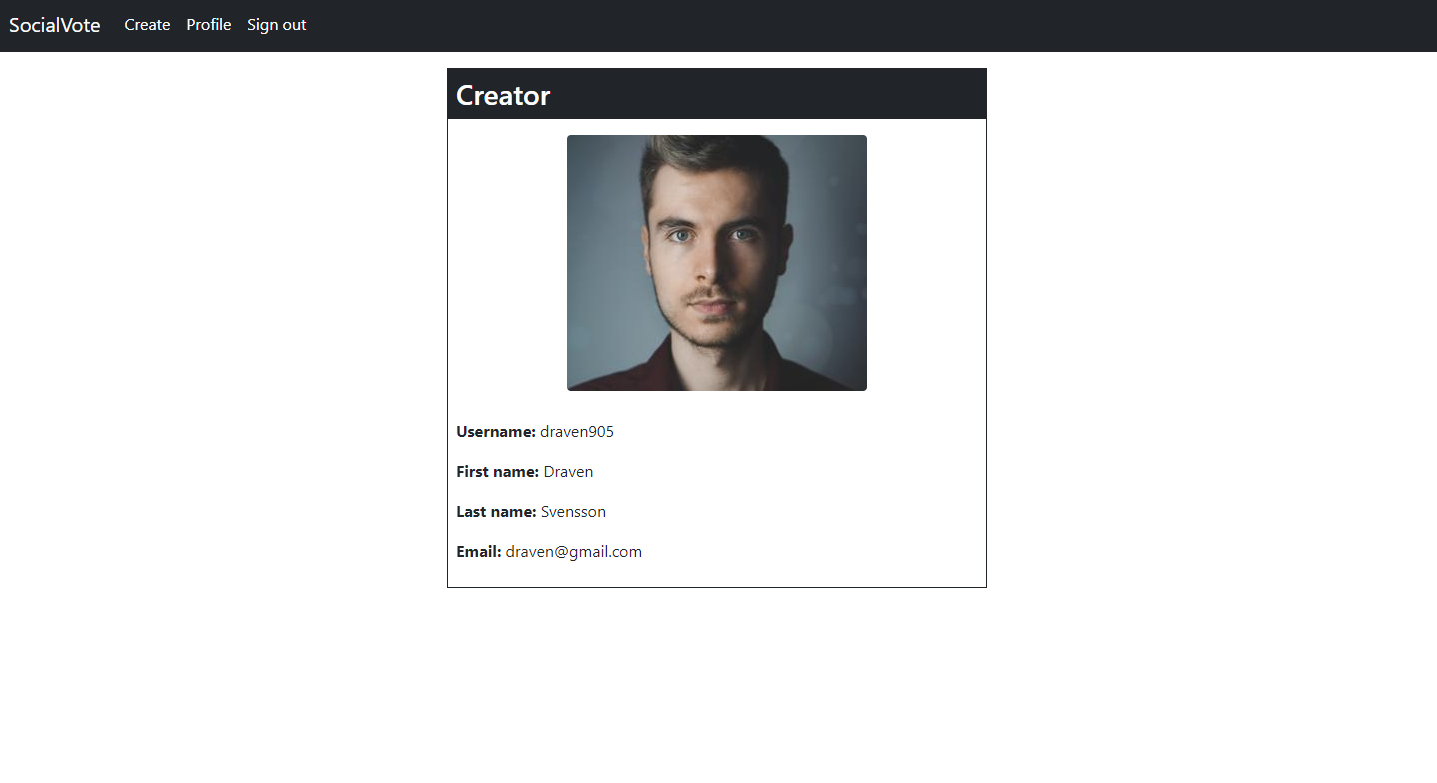 SocialVote Create Profile Sign out
Creator
Username: draven905
First name: Draven
Last name: Svensson
Email: draven@gmail.com